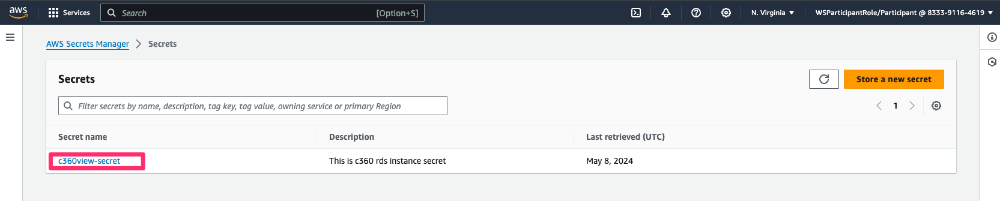 aws Services Search [Option+S] N. Virginia WSParticipantRole/Participant @ 8333-9116-4619
AWS Secrets Manager Secrets
Secrets
Store a new secret
Filter secrets by name, description, tag key, tag value, owning service or primary Region
1
Secret name Description Last retrieved (UTC)
c360view-secret This is c360 rds instance secret May 8, 2024